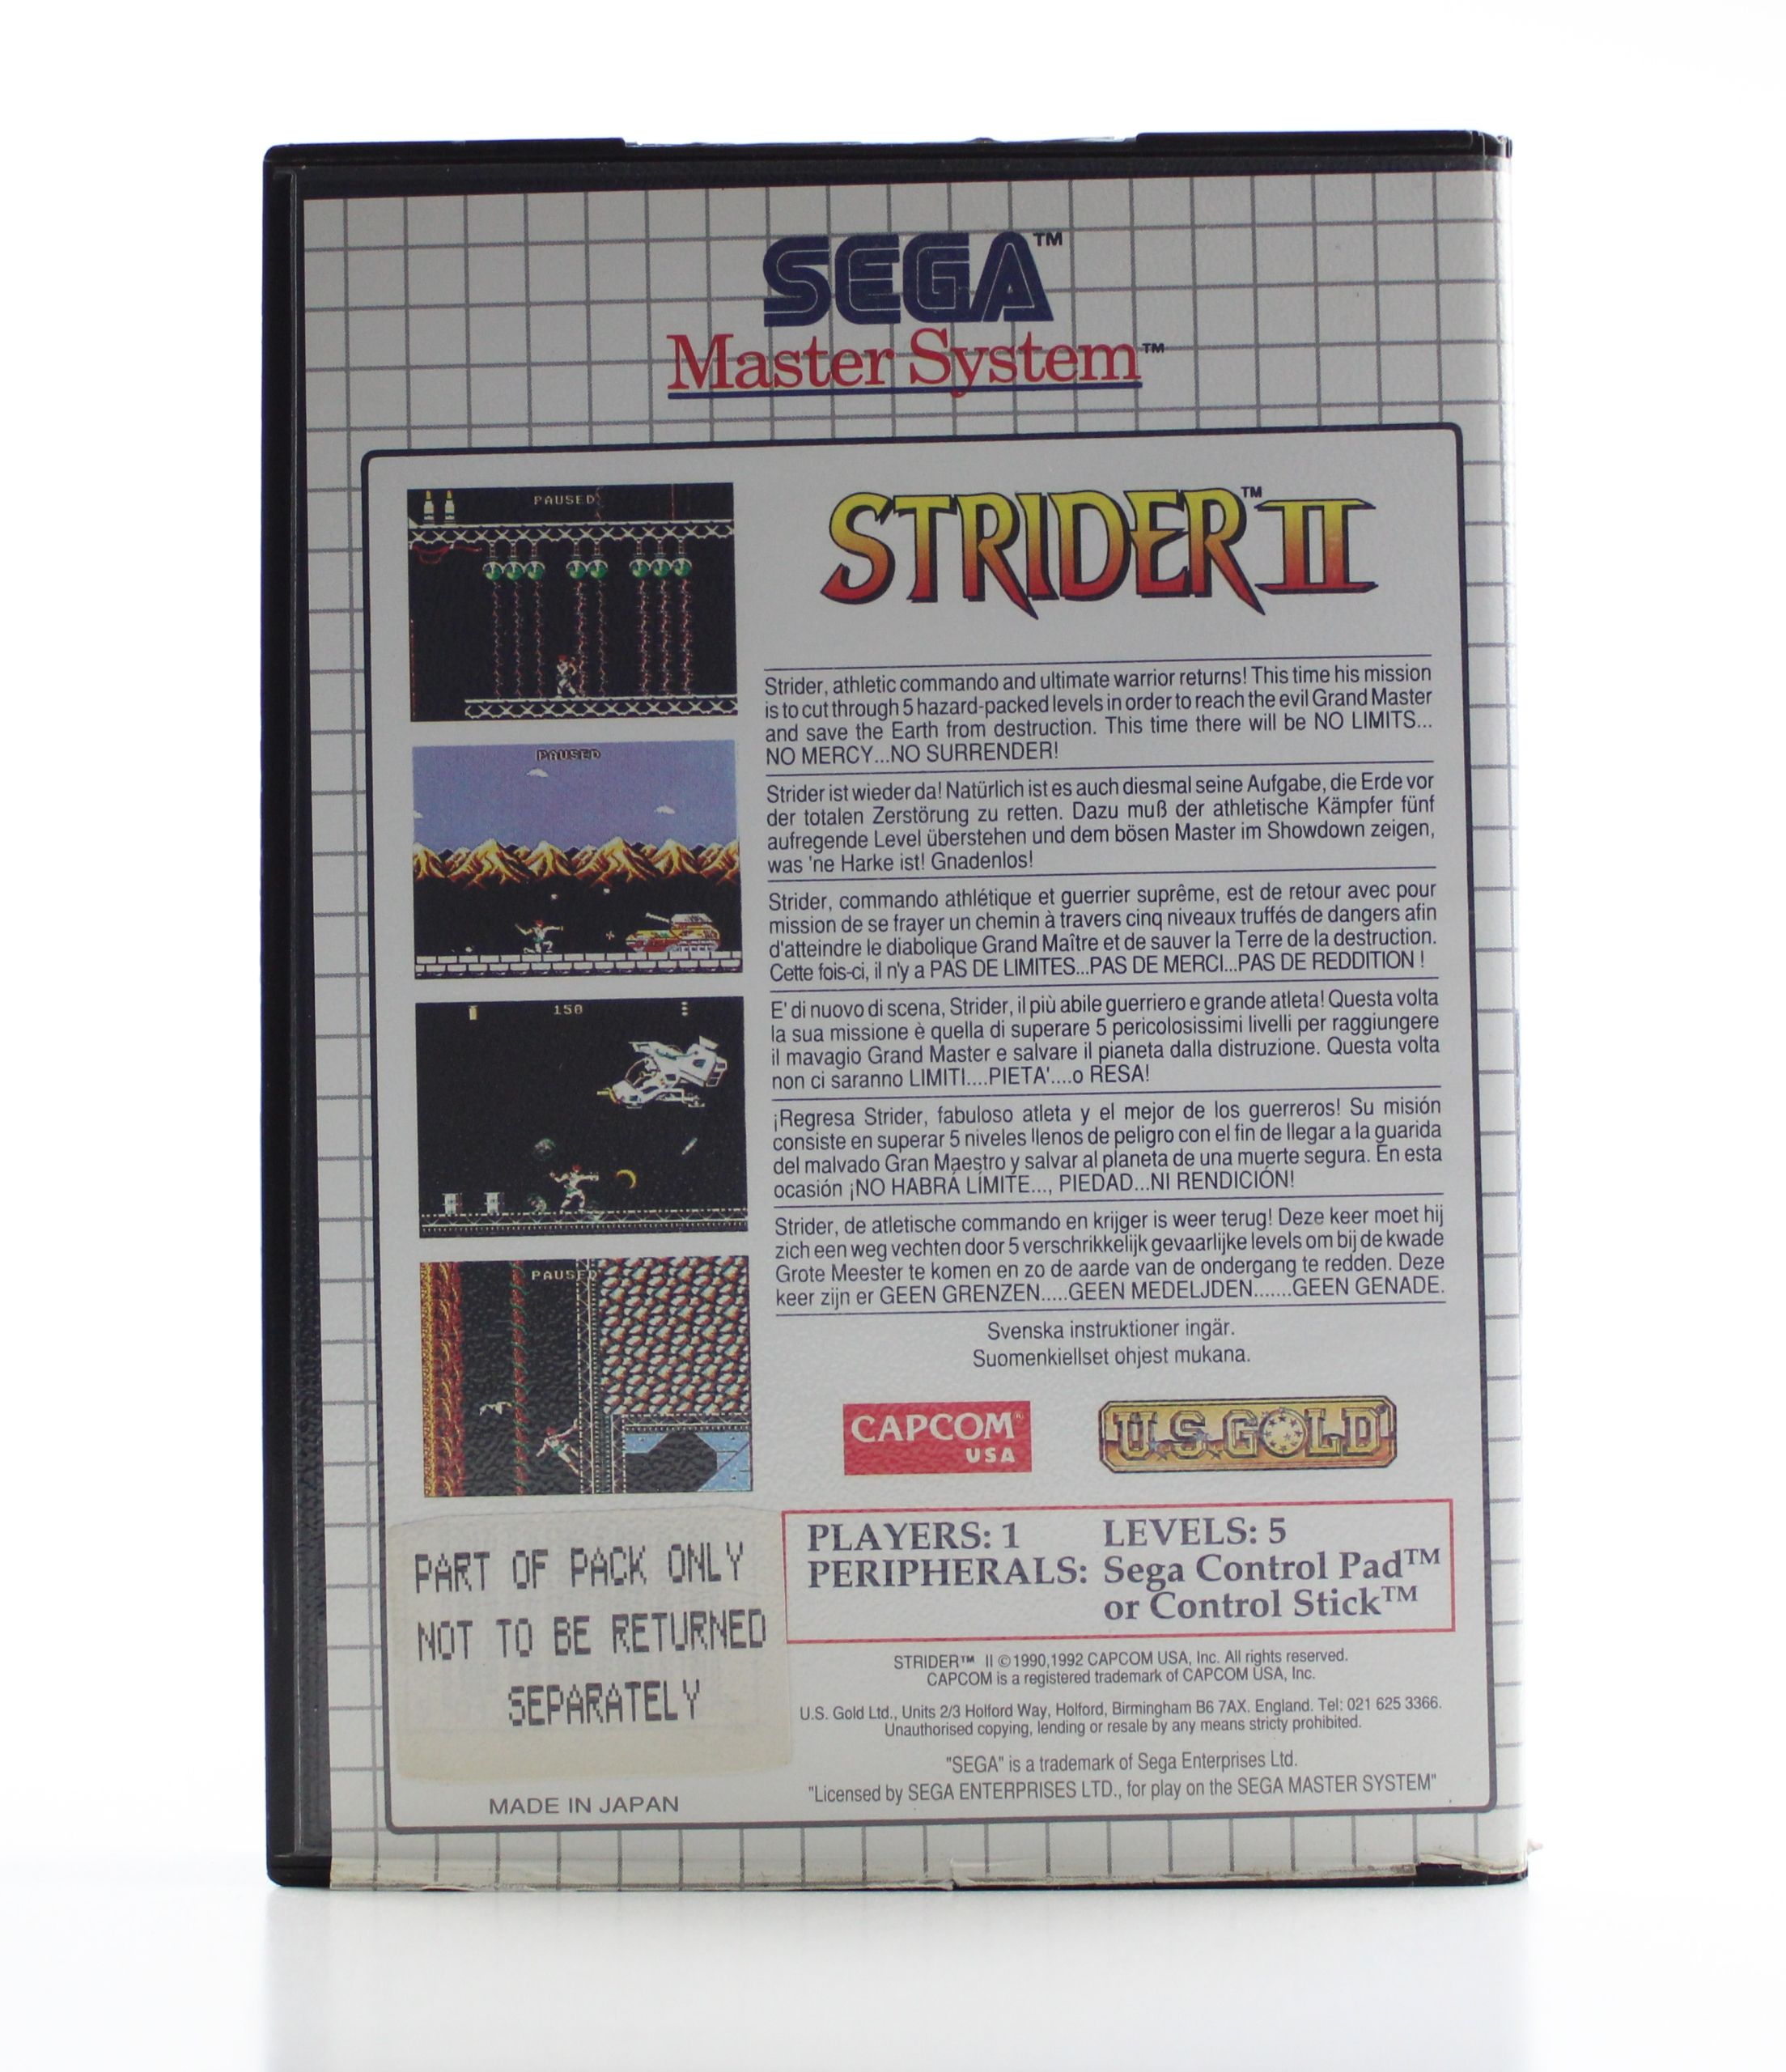 SEGA™
Master System™
PAUSED
PAUSED
150
PAUSED
STRIDER™ II
Strider, athletic commando and ultimate warrior returns! This time his mission
is to cut through 5 hazard-packed levels in order to reach the evil Grand Master
and save the Earth from destruction. This time there will be NO LIMITS...
NO MERCY...NO SURRENDER!
Strider ist wieder da! Natürlich ist es auch diesmal seine Aufgabe, die Erde vor
der totalen Zerstörung zu retten. Dazu muß der athletische Kämpfer fünf
aufregende Level überstehen und dem bösen Master im Showdown zeigen,
was 'ne Harke ist! Gnadenlos!
Strider, commando athlétique et guerrier suprême, est de retour avec pour
mission de se frayer un chemin à travers cinq niveaux truffés de dangers afin
d'atteindre le diabolique Grand Maître et de sauver la Terre de la destruction.
Cette fois-ci, il n'y a PAS DE LIMITES...PAS DE MERCI...PAS DE REDDITION !
E' di nuovo di scena, Strider, il più abile guerriero e grande atleta! Questa volta
la sua missione è quella di superare 5 pericolosissimi livelli per raggiungere
il mavagio Grand Master e salvare il pianeta dalla distruzione. Questa volta
non ci saranno LIMITI....PIETA'....o RESA!
¡Regresa Strider, fabuloso atleta y el mejor de los guerreros! Su misión
consiste en superar 5 niveles llenos de peligro con el fin de llegar a la guarida
del malvado Gran Maestro y salvar al planeta de una muerte segura. En esta
ocasión ¡NO HABRÁ LÍMITE..., PIEDAD...NI RENDICIÓN!
Strider, de atletische commando en krijger is weer terug! Deze keer moet hij
zich een weg vechten door 5 verschrikkelijk gevaarlijke levels om bij de kwade
Grote Meester te komen en zo de aarde van de ondergang te redden. Deze
keer zijn er GEEN GRENZEN.....GEEN MEDELJDEN.......GEEN GENADE.
Svenska instruktioner ingär.
Suomenkiellset ohjest mukana.
CAPCOM®
USA
U.S. GOLD®
PART OF PACK ONLY
NOT TO BE RETURNED
SEPARATELY
PLAYERS: 1 LEVELS: 5
PERIPHERALS: Sega Control Pad™
or Control Stick™
STRIDER™ II © 1990,1992 CAPCOM USA, Inc. All rights reserved.
CAPCOM is a registered trademark of CAPCOM USA, Inc.
U.S. Gold Ltd., Units 2/3 Holford Way, Holford, Birmingham B6 7AX. England. Tel: 021 625 3366.
Unauthorised copying, lending or resale by any means stricty prohibited.
"SEGA" is a trademark of Sega Enterprises Ltd.
"Licensed by SEGA ENTERPRISES LTD., for play on the SEGA MASTER SYSTEM"
MADE IN JAPAN